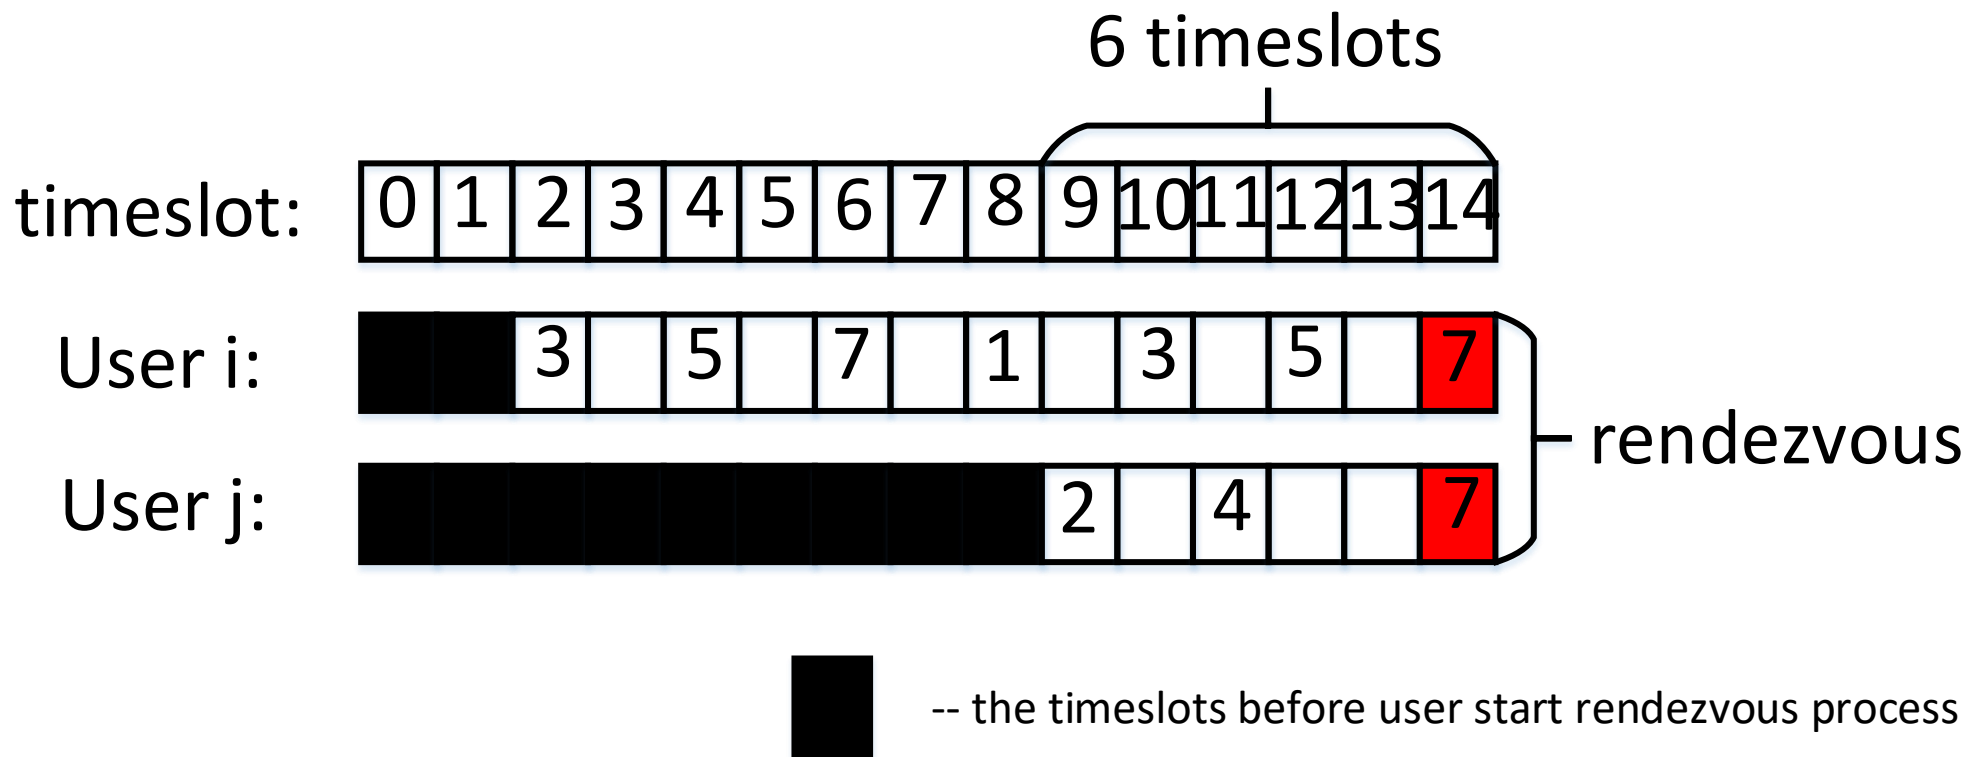 6 timeslots
timeslot: 0 1 2 3 4 5 6 7 8 9 10 11 12 13 14
User i: 3 5 7 1 3 5 7
rendezvous
User j: 2 4 7
-- the timeslots before user start rendezvous process